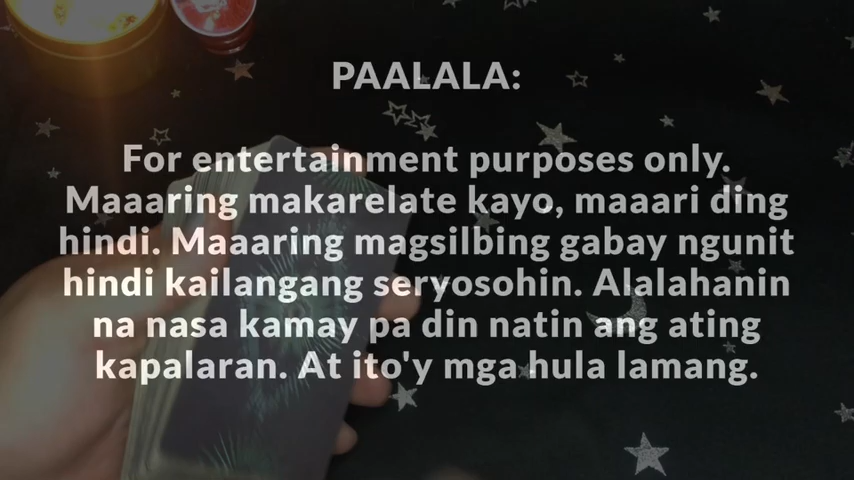 PAALALA:
For entertainment purposes only.
Maaaring makarelate kayo, maaari ding
hindi. Maaaring magsilbing gabay ngunit
hindi kailangang seryosohin. Alalahanin
na nasa kamay pa din natin ang ating
kapalaran. At ito'y mga hula lamang.